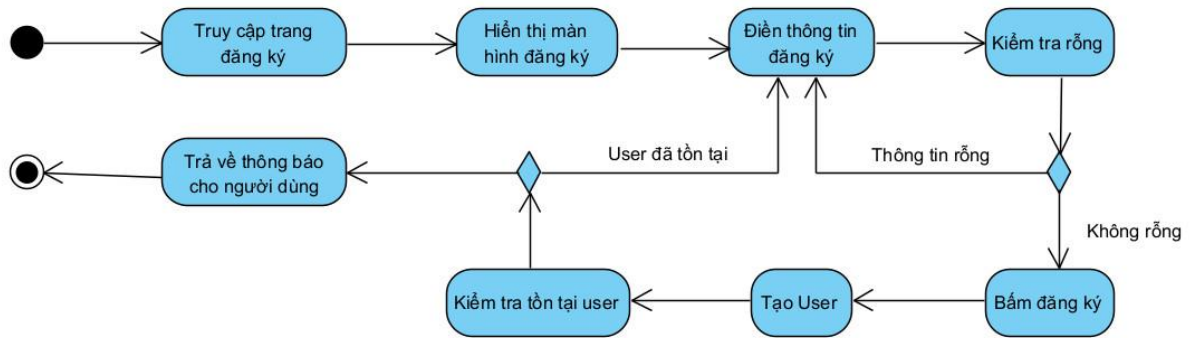 Truy cập trang
đăng ký
Hiển thị màn
hình đăng ký
Điền thông tin
đăng ký
Kiểm tra rỗng
Trả về thông báo
cho người dùng
User đã tồn tại
Thông tin rỗng
Không rỗng
Kiểm tra tồn tại user
Tạo User
Bấm đăng ký